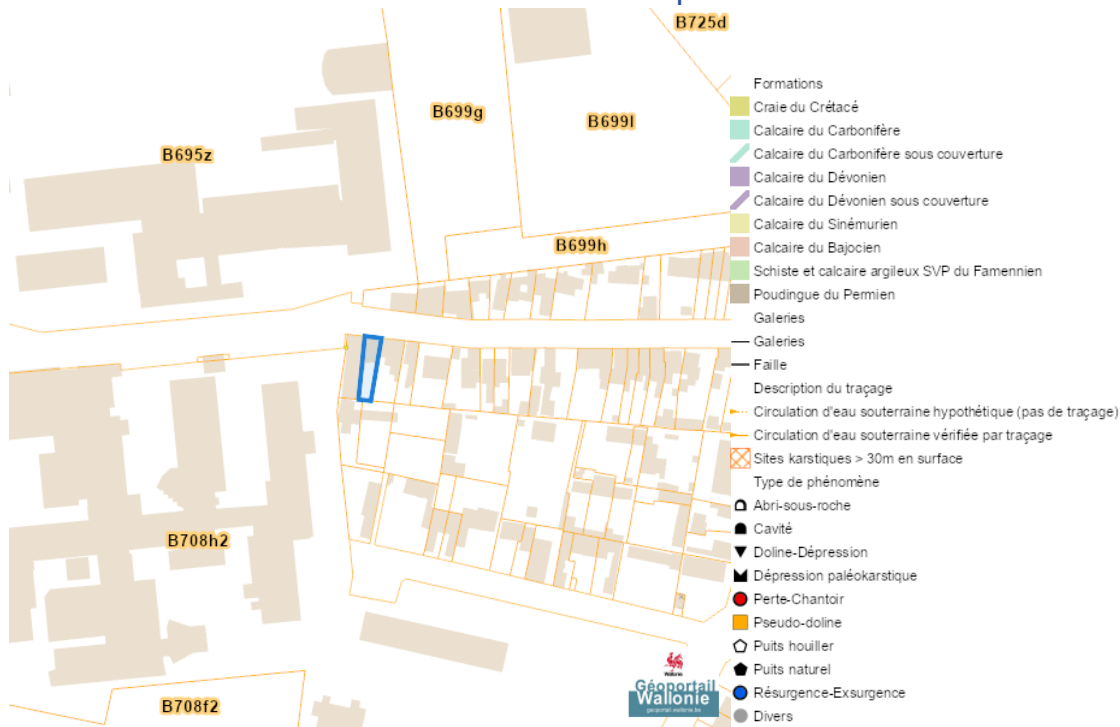 B725d
B699g
B699l
B695z
B699h
B708h2
B708f2
Formations
Craie du Crétacé
Calcaire du Carbonifère
Calcaire du Carbonifère sous couverture
Calcaire du Dévonien
Calcaire du Dévonien sous couverture
Calcaire du Sinémurien
Calcaire du Bajocien
Schiste et calcaire argileux SVP du Famennien
Poudingue du Permien
Galeries
Galeries
Faille
Description du traçage
Circulation d'eau souterraine hypothétique (pas de traçage)
Circulation d'eau souterraine vérifiée par traçage
Sites karstiques > 30m en surface
Type de phénomène
Abri-sous-roche
Cavité
Doline-Dépression
Dépression paléokarstique
Perte-Chantoir
Pseudo-doline
Puits houiller
Puits naturel
Résurgence-Exsurgence
Divers
Wallonie
Géoportail
Wallonie
geoportail.wallonie.be